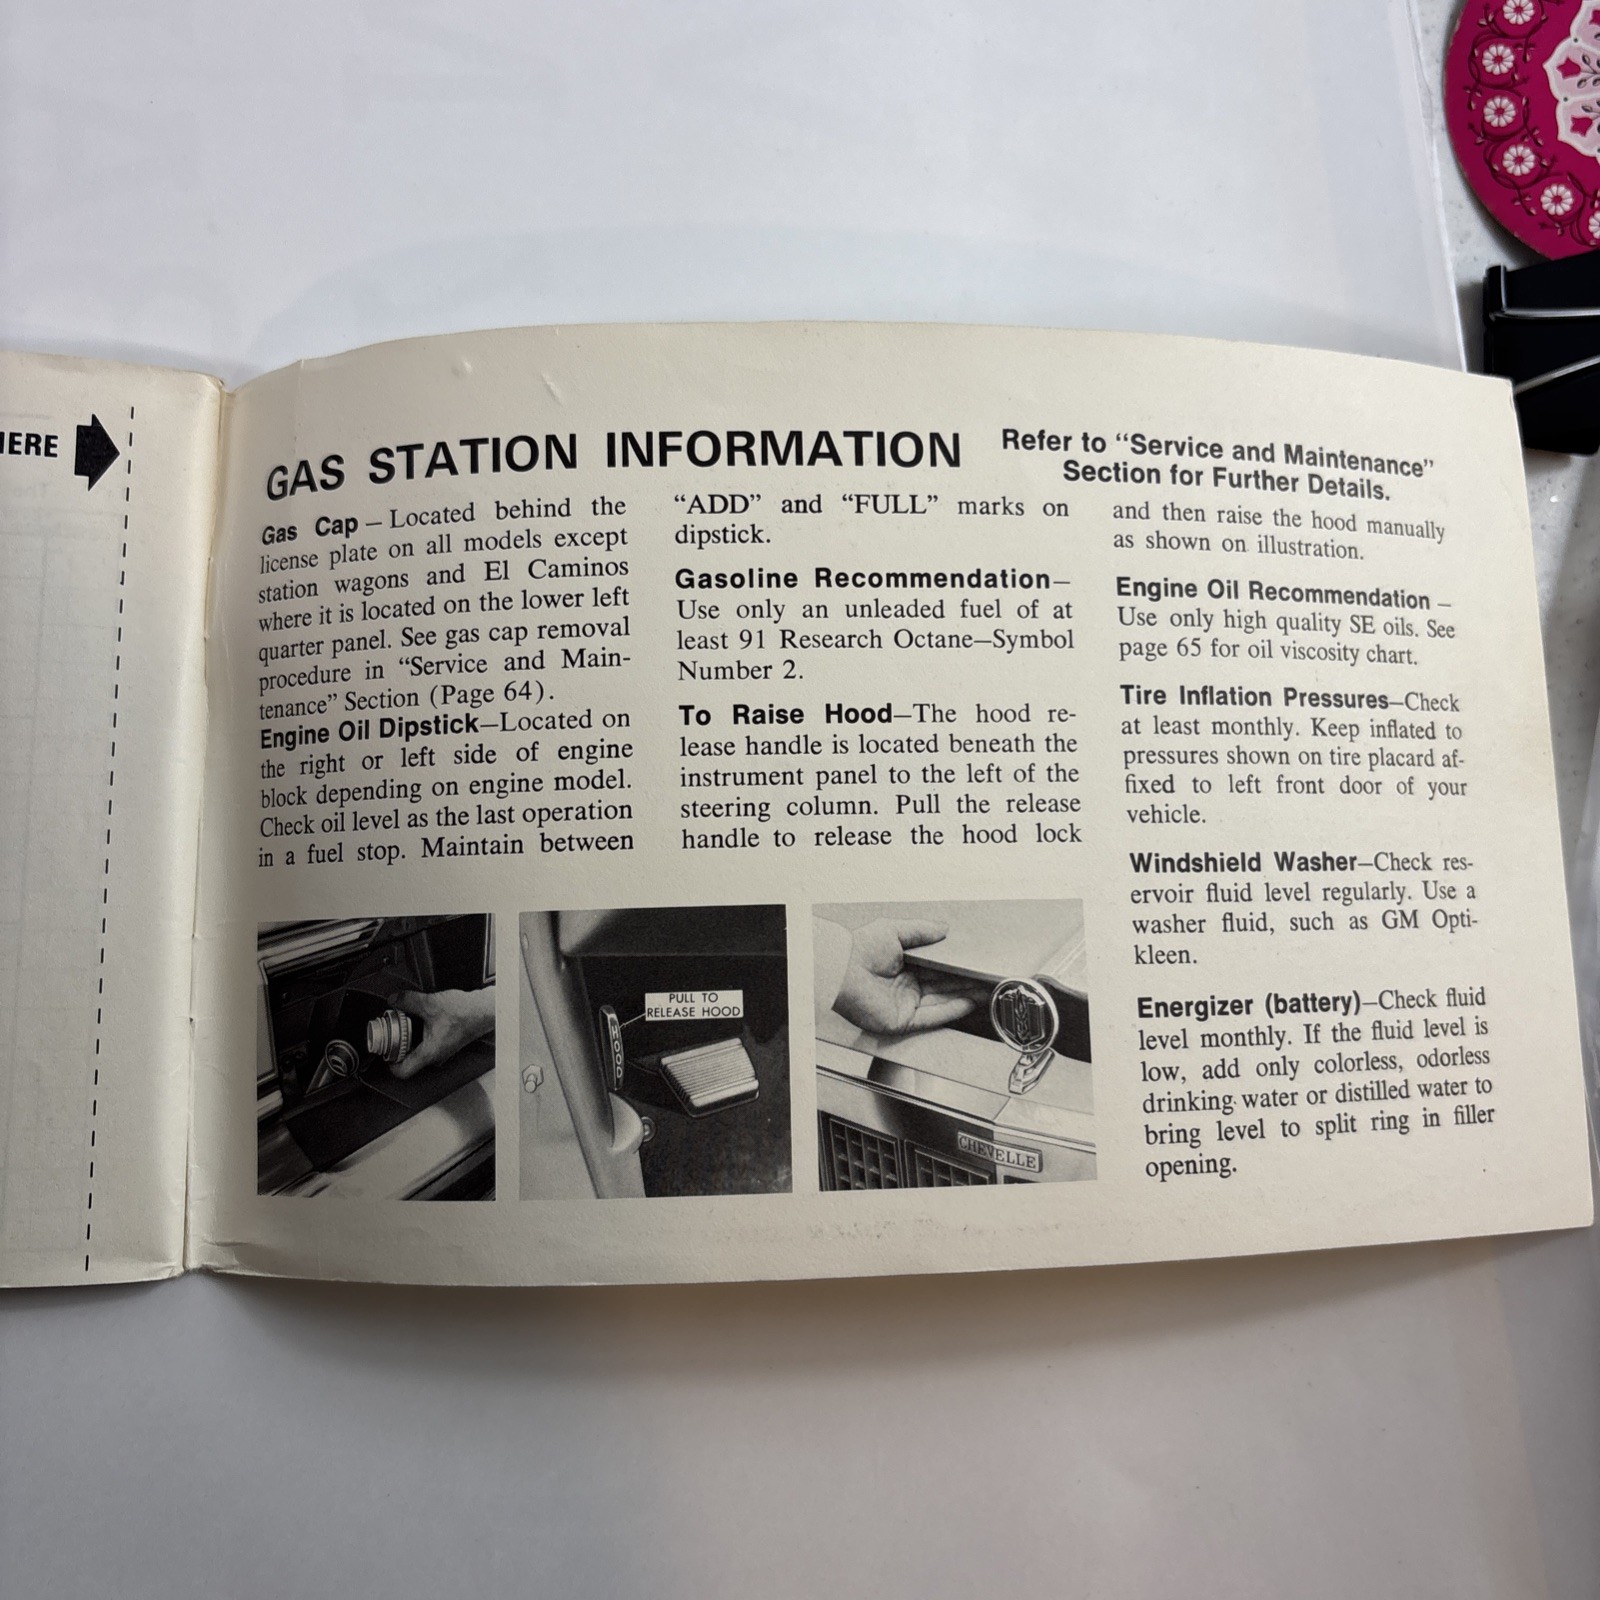 IERE
GAS STATION INFORMATION
Refer to “Service and Maintenance”
Section for Further Details.
Gas Cap – Located behind the
license plate on all models except
station wagons and El Caminos
where it is located on the lower left
quarter panel. See gas cap removal
procedure in “Service and Main-
tenance” Section (Page 64).
Engine Oil Dipstick–Located on
the right or left side of engine
block depending on engine model.
Check oil level as the last operation
in a fuel stop. Maintain between
“ADD” and “FULL” marks on
dipstick.
Gasoline Recommendation–
Use only an unleaded fuel of at
least 91 Research Octane–Symbol
Number 2.
To Raise Hood–The hood re-
lease handle is located beneath the
instrument panel to the left of the
steering column. Pull the release
handle to release the hood lock
and then raise the hood manually
as shown on illustration.
Engine Oil Recommendation –
Use only high quality SE oils. See
page 65 for oil viscosity chart.
Tire Inflation Pressures–Check
at least monthly. Keep inflated to
pressures shown on tire placard af-
fixed to left front door of your
vehicle.
Windshield Washer–Check res-
ervoir fluid level regularly. Use a
washer fluid, such as GM Opti-
kleen.
Energizer (battery)–Check fluid
level monthly. If the fluid level is
low, add only colorless, odorless
drinking water or distilled water to
bring level to split ring in filler
opening.
PULL TO
RELEASE HOOD
HOOD
CHEVELLE